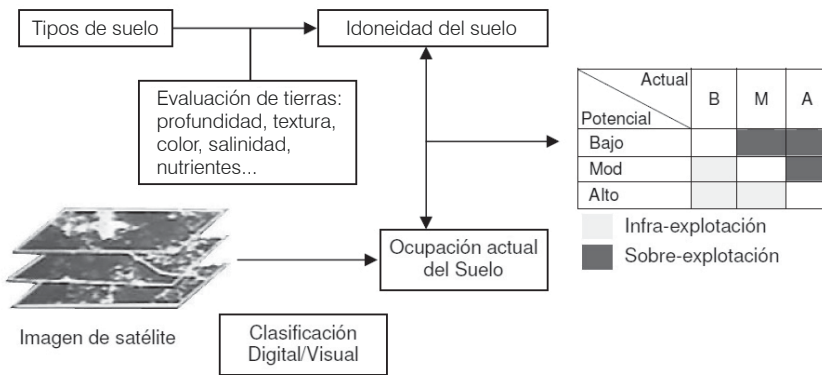 Tipos de suelo
Idoneidad del suelo
Evaluación de tierras:
profundidad, textura,
color, salinidad,
nutrientes...
Actual
B
M
A
Potencial
Bajo
Mod
Alto
Infra-explotación
Sobre-explotación
Ocupación actual
del Suelo
Imagen de satélite
Clasificación
Digital/Visual